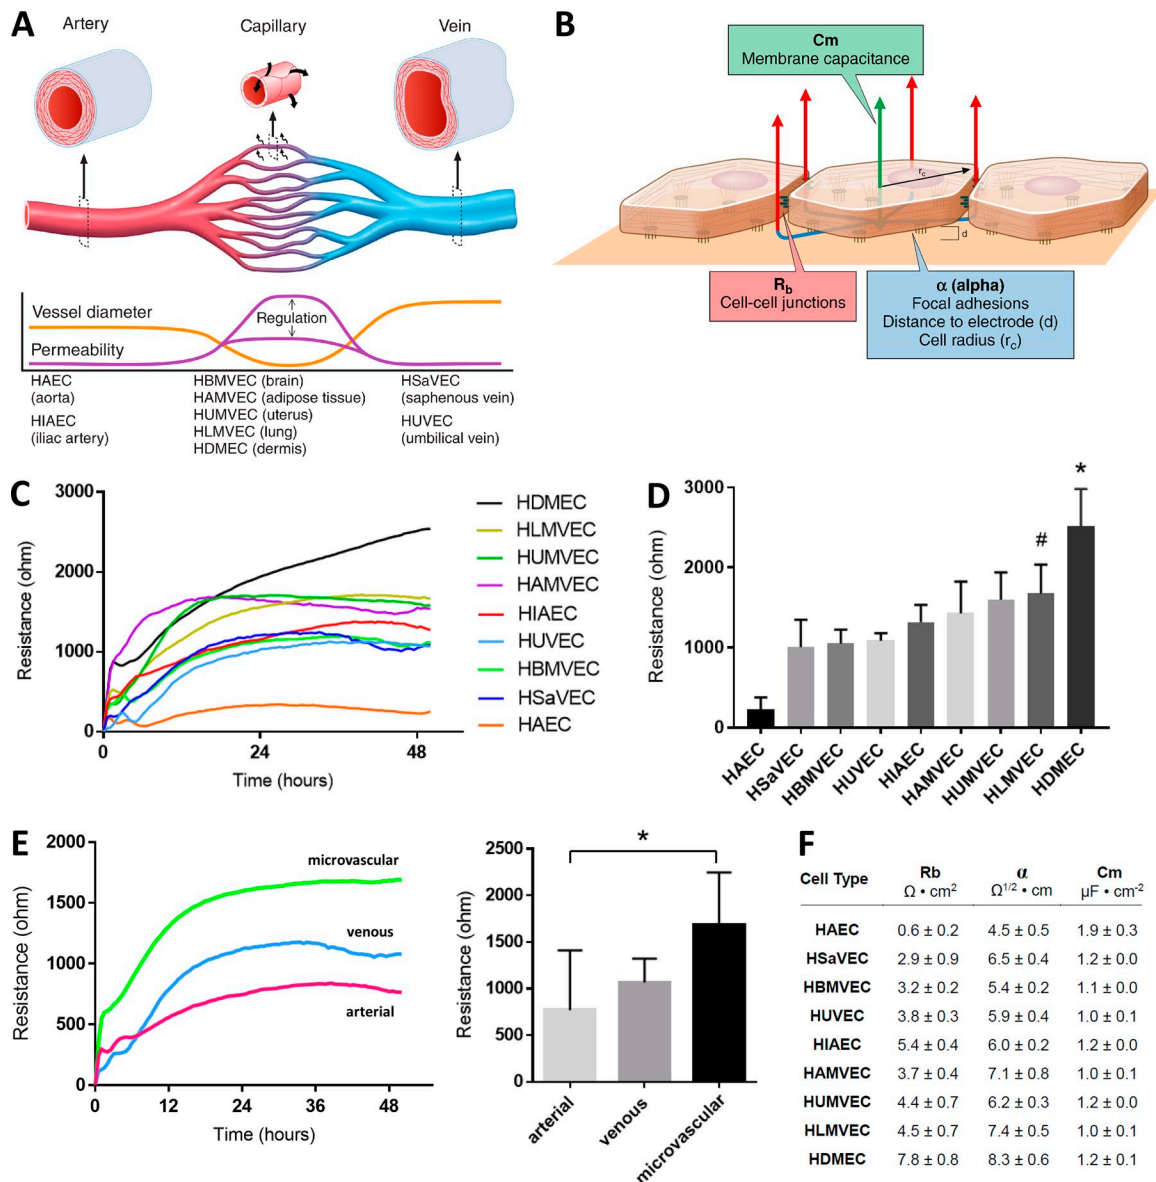 A
Artery
Capillary
Vein
Vessel diameter
Regulation
Permeability
HAEC
(aorta)
HIAEC
(iliac artery)
HBMVEC (brain)
HAMVEC (adipose tissue)
HUMVEC (uterus)
HLMVEC (lung)
HDMEC (dermis)
HSaVEC
(saphenous vein)
HUVEC
(umbilical vein)
B
Cm
Membrane capacitance
rc
d
Rb
Cell-cell junctions
α (alpha)
Focal adhesions
Distance to electrode (d)
Cell radius (rc)
C
3000
2000
1000
0
Resistance (ohm)
0
24
48
Time (hours)
HDMEC
HLMVEC
HUMVEC
HAMVEC
HIAEC
HUVEC
HBMVEC
HSaVEC
HAEC
D
3000
2000
1000
0
Resistance (ohm)
#
*
HAEC
HSaVEC
HBMVEC
HUVEC
HIAEC
HAMVEC
HUMVEC
HLMVEC
HDMEC
E
2000
1500
1000
500
0
Resistance (ohm)
microvascular
venous
arterial
0
12
24
36
48
Time (hours)
2500
2000
1500
1000
500
0
Resistance (ohm)
*
arterial
venous
microvascular
F
Cell Type Rb α Cm
Ω • cm² Ω¹/² • cm µF • cm⁻²
HAEC 0.6 ± 0.2 4.5 ± 0.5 1.9 ± 0.3
HSaVEC 2.9 ± 0.9 6.5 ± 0.4 1.2 ± 0.0
HBMVEC 3.2 ± 0.2 5.4 ± 0.2 1.1 ± 0.0
HUVEC 3.8 ± 0.3 5.9 ± 0.4 1.0 ± 0.1
HIAEC 5.4 ± 0.4 6.0 ± 0.2 1.2 ± 0.0
HAMVEC 3.7 ± 0.4 7.1 ± 0.8 1.0 ± 0.1
HUMVEC 4.4 ± 0.7 6.2 ± 0.3 1.2 ± 0.0
HLMVEC 4.5 ± 0.7 7.4 ± 0.5 1.0 ± 0.1
HDMEC 7.8 ± 0.8 8.3 ± 0.6 1.2 ± 0.1